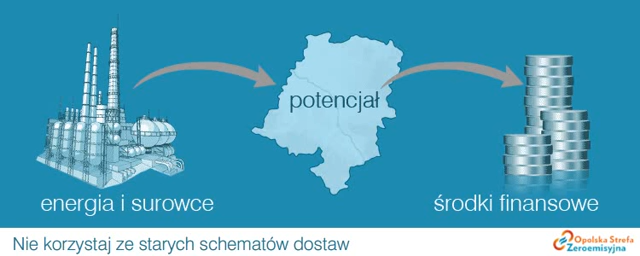 potencjał
energia i surowce
środki finansowe
Nie korzystaj ze starych schematów dostaw
Opolska Strefa
Zeroemisyjna